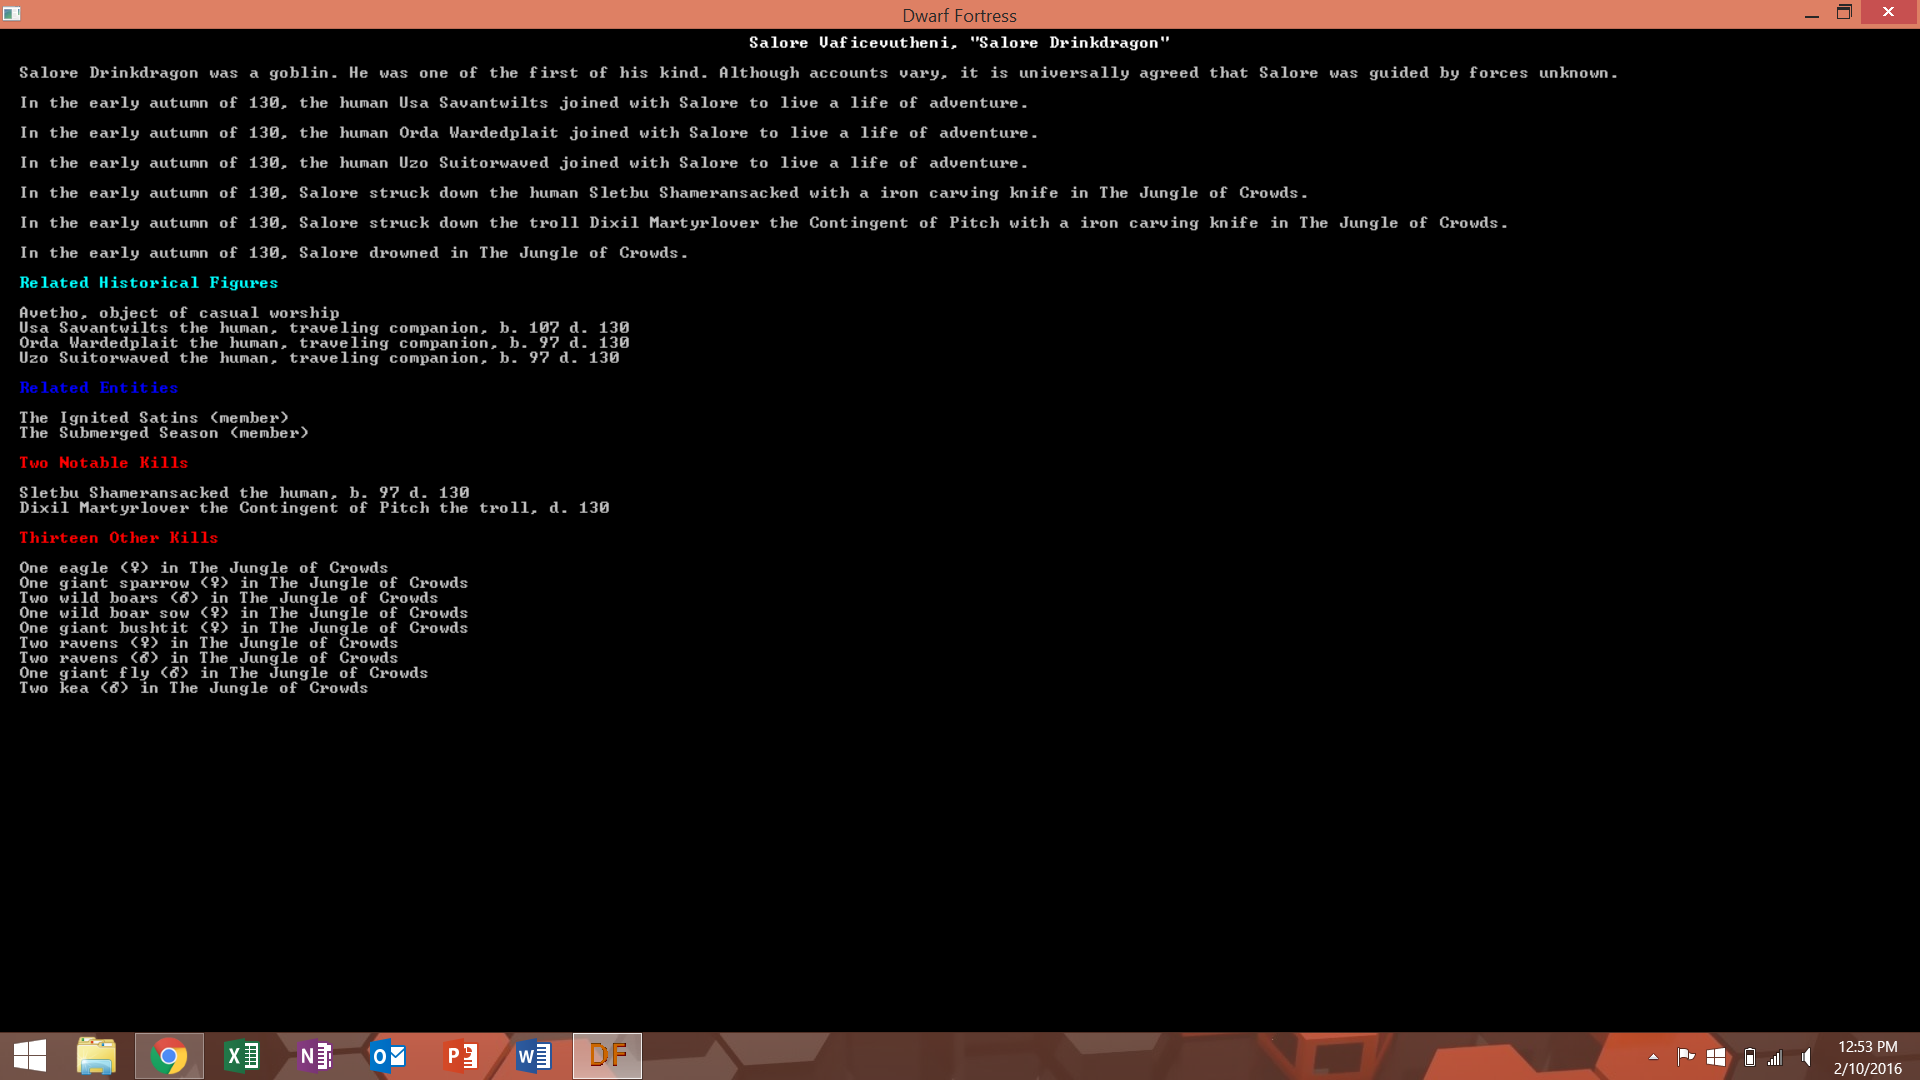 Dwarf Fortress
Salore Vaficevutheni, "Salore Drinkdragon"
Salore Drinkdragon was a goblin. He was one of the first of his kind. Although accounts vary, it is universally agreed that Salore was guided by forces unknown.
In the early autumn of 130, the human Usa Savantwilts joined with Salore to live a life of adventure.
In the early autumn of 130, the human Orda Wardedplait joined with Salore to live a life of adventure.
In the early autumn of 130, the human Uzo Suitorwaved joined with Salore to live a life of adventure.
In the early autumn of 130, Salore struck down the human Sletbu Shameransacked with a iron carving knife in The Jungle of Crowds.
In the early autumn of 130, Salore struck down the troll Dixil Martyrlover the Contingent of Pitch with a iron carving knife in The Jungle of Crowds.
In the early autumn of 130, Salore drowned in The Jungle of Crowds.
Related Historical Figures
Avetho, object of casual worship
Usa Savantwilts the human, traveling companion, b. 107 d. 130
Orda Wardedplait the human, traveling companion, b. 97 d. 130
Uzo Suitorwaved the human, traveling companion, b. 97 d. 130
Related Entities
The Ignited Satins (member)
The Submerged Season (member)
Two Notable Kills
Sletbu Shameransacked the human, b. 97 d. 130
Dixil Martyrlover the Contingent of Pitch the troll, d. 130
Thirteen Other Kills
One eagle (♀) in The Jungle of Crowds
One giant sparrow (♀) in The Jungle of Crowds
Two wild boars (♂) in The Jungle of Crowds
One wild boar sow (♀) in The Jungle of Crowds
One giant bushtit (♀) in The Jungle of Crowds
Two ravens (♀) in The Jungle of Crowds
Two ravens (♂) in The Jungle of Crowds
One giant fly (♂) in The Jungle of Crowds
Two kea (♂) in The Jungle of Crowds
DF
12:53 PM
2/10/2016